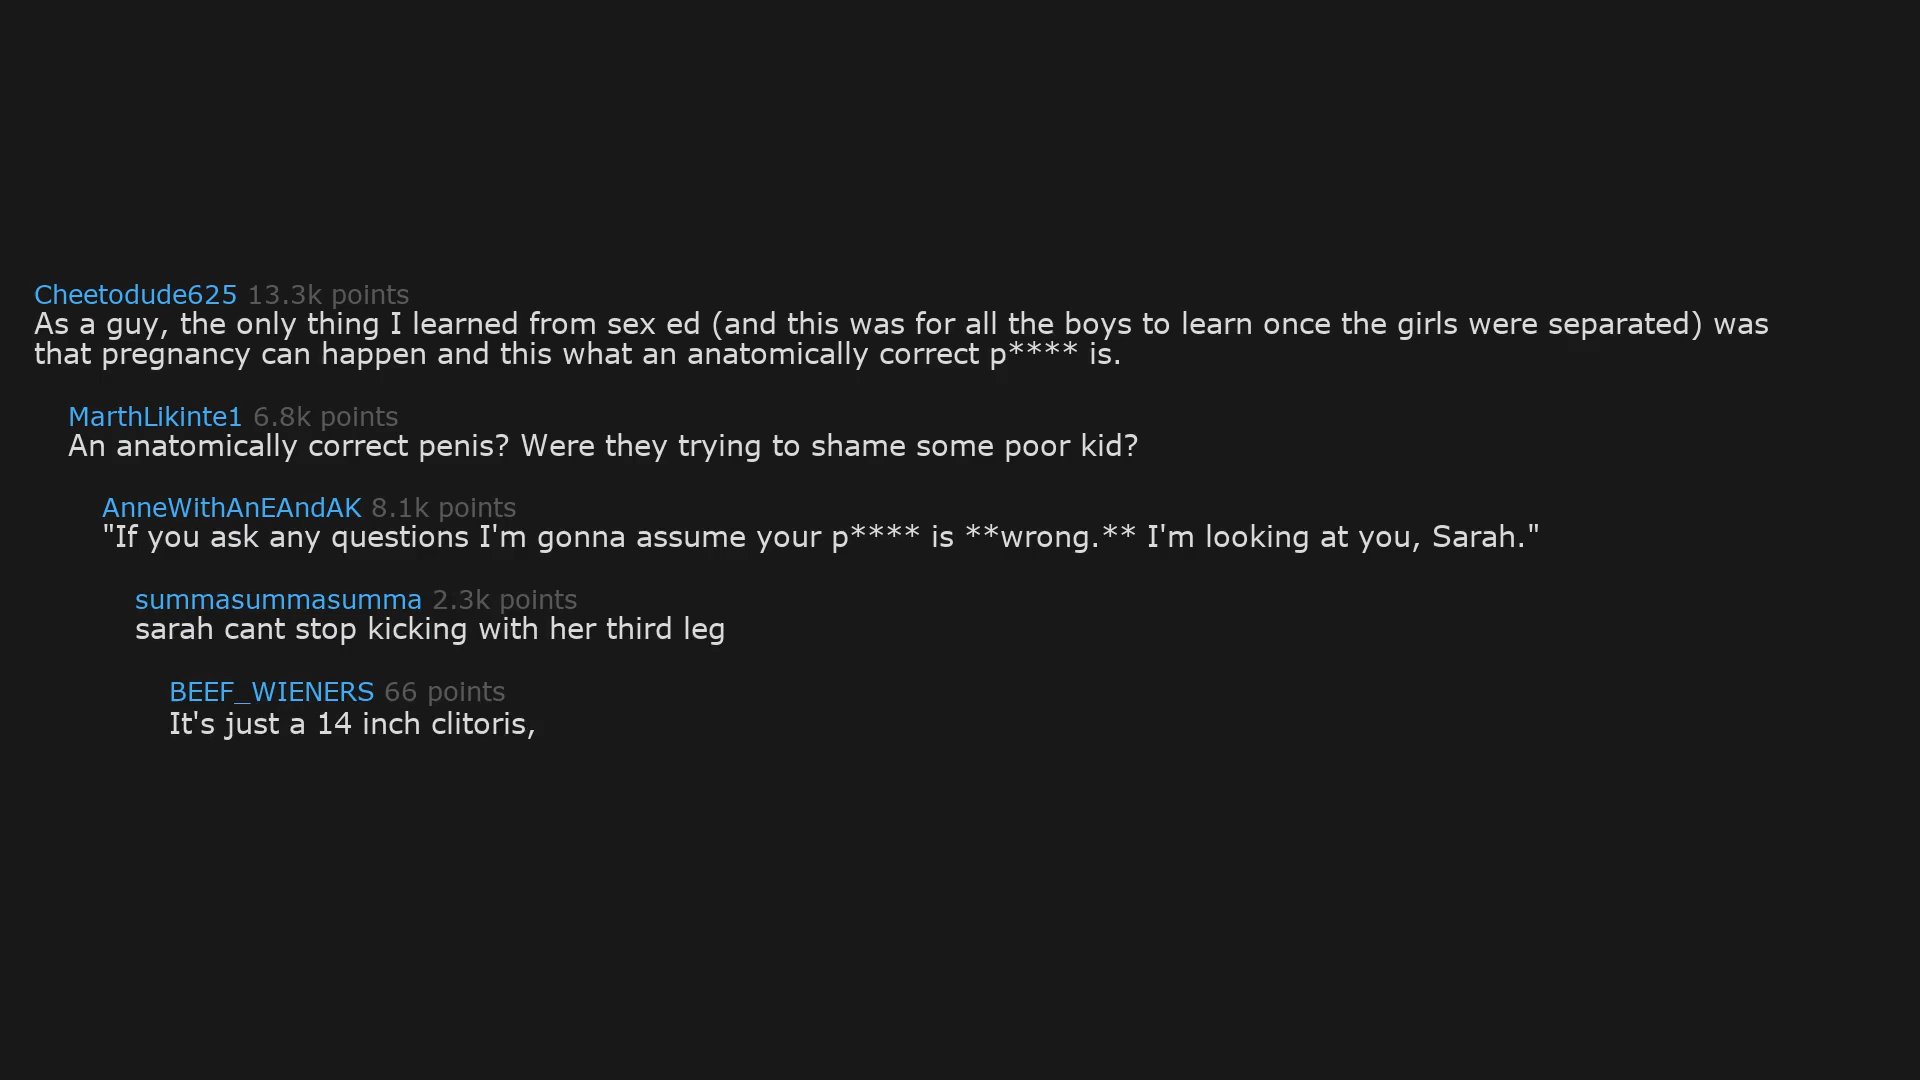 Cheetodude625 13.3k points
As a guy, the only thing I learned from sex ed (and this was for all the boys to learn once the girls were separated) was
that pregnancy can happen and this what an anatomically correct p**** is.
MarthLikinte1 6.8k points
An anatomically correct penis? Were they trying to shame some poor kid?
AnneWithAnEAndAK 8.1k points
"If you ask any questions I'm gonna assume your p**** is **wrong.** I'm looking at you, Sarah."
summasummasumma 2.3k points
sarah cant stop kicking with her third leg
BEEF_WIENERS 66 points
It's just a 14 inch clitoris,